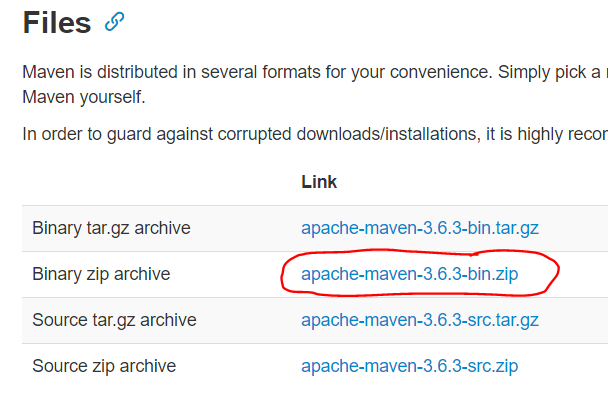 Files
Maven is distributed in several formats for your convenience. Simply pick a
Maven yourself.
In order to guard against corrupted downloads/installations, it is highly
Link
Binary tar.gz archive apache-maven-3.6.3-bin.tar.gz
Binary zip archive apache-maven-3.6.3-bin.zip
Source tar.gz archive apache-maven-3.6.3-src.tar.gz
Source zip archive apache-maven-3.6.3-src.zip